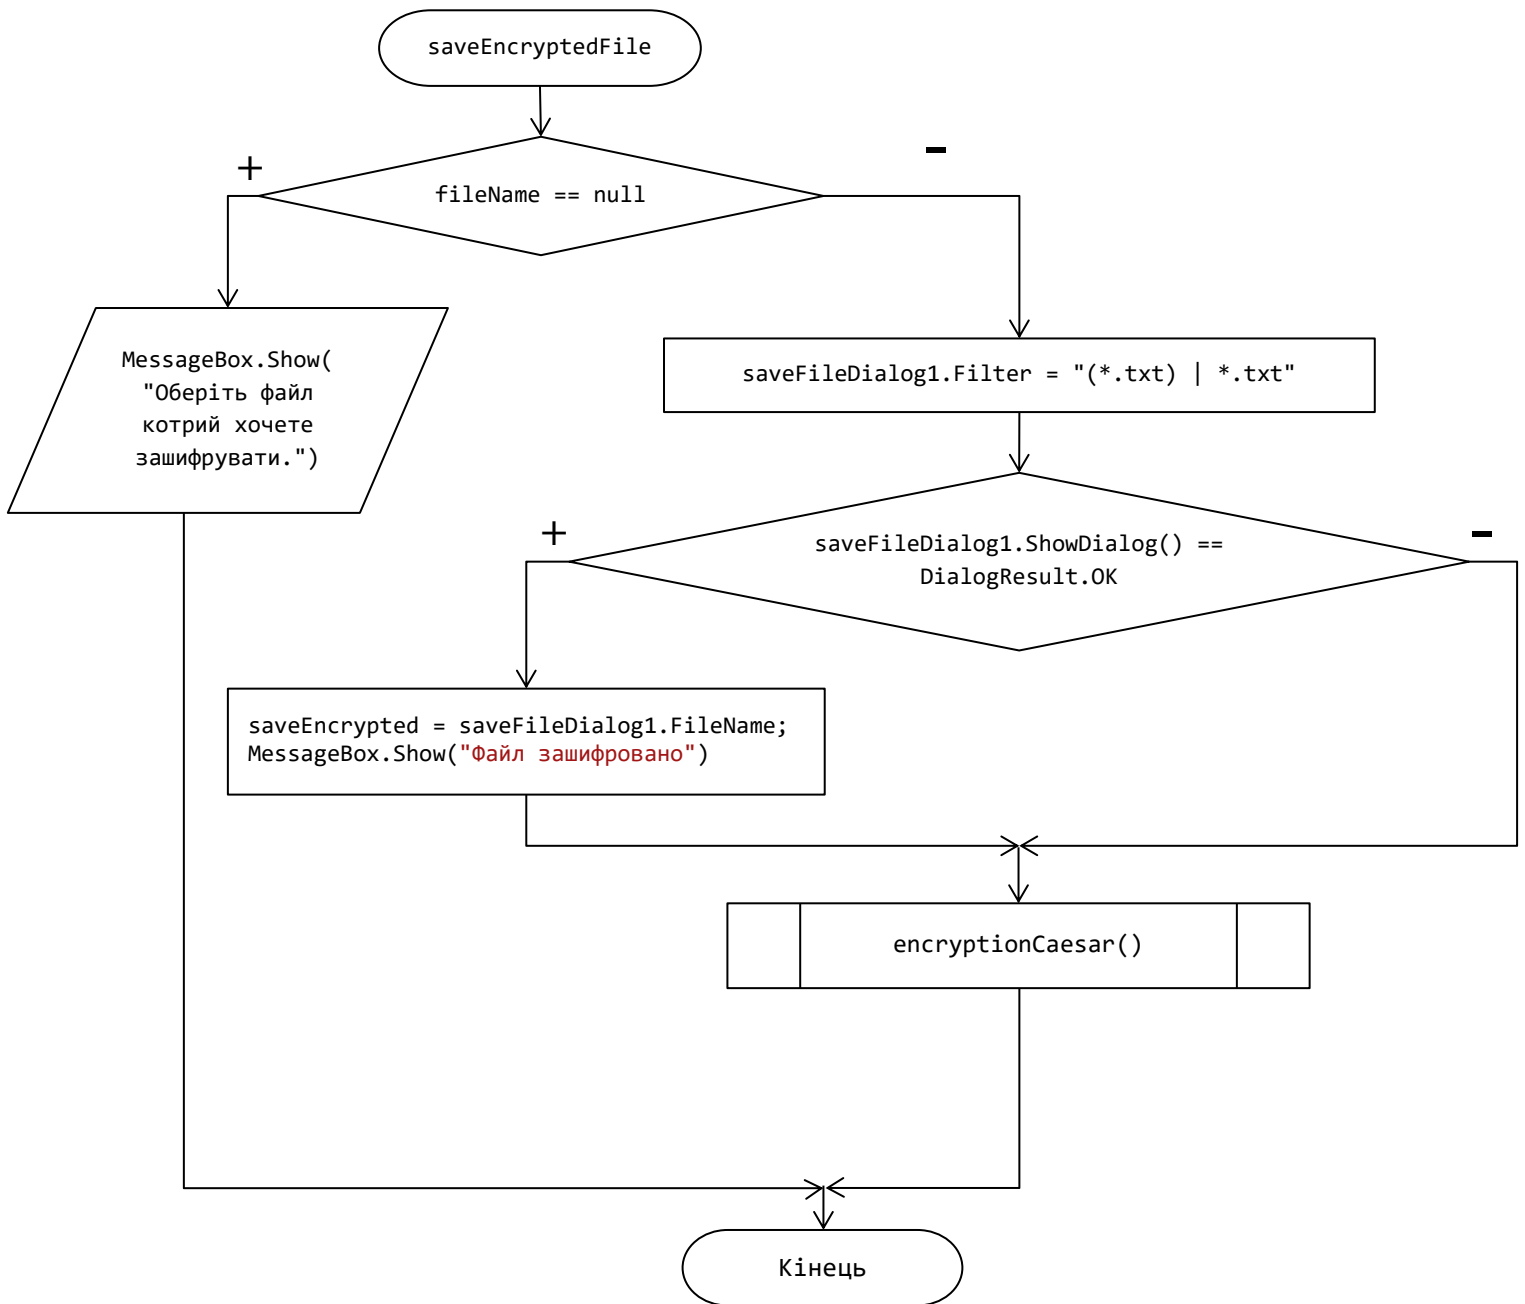 saveEncryptedFile
+
-
fileName == null
MessageBox.Show(
"Оберіть файл
котрий хочете
зашифрувати.")
saveFileDialog1.Filter = "(*.txt) | *.txt"
+
-
saveFileDialog1.ShowDialog() ==
DialogResult.OK
saveEncrypted = saveFileDialog1.FileName;
MessageBox.Show("Файл зашифровано")
encryptionCaesar()
Кінець